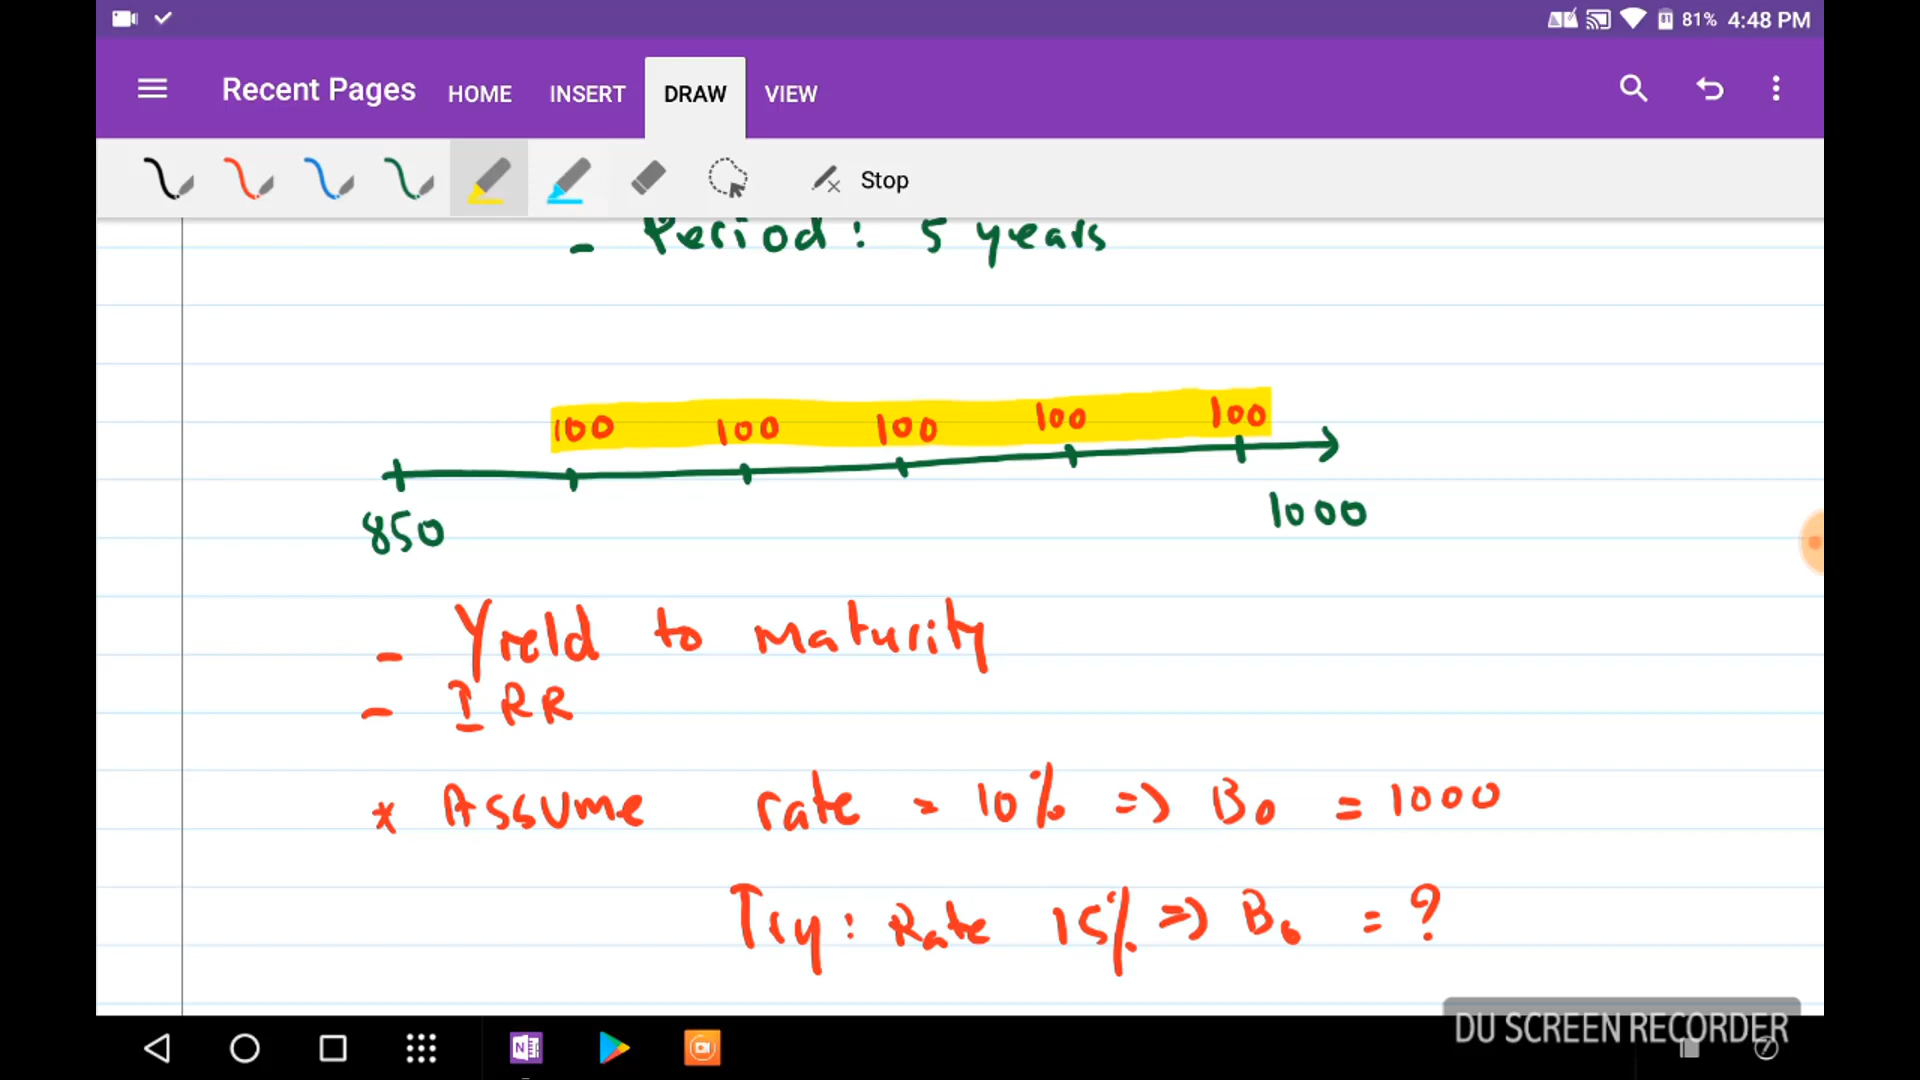 81% 4:48 PM
Recent Pages HOME INSERT DRAW VIEW
Stop
- Period: 5 years
100 100 100 100 100
850 1000
- Yield to maturity
- IRR
* Assume rate = 10% => B0 = 1000
Try: Rate 15% => B0 = ?
DU SCREEN RECORDER